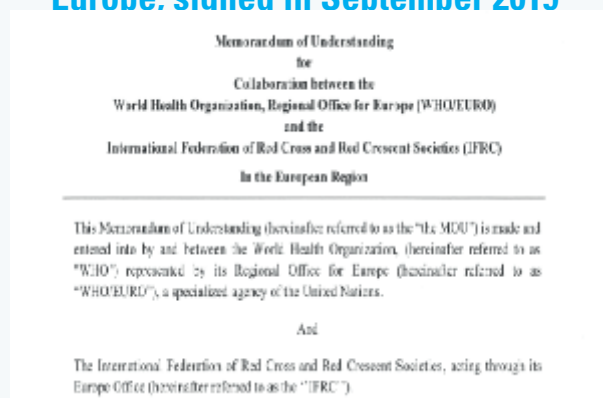 Europe, signed in September 2019
Memorandum of Understanding
for
Collaboration between the
World Health Organization, Regional Office for Europe (WHO/EURO)
and the
International Federation of Red Cross and Red Crescent Societies (IFRC)
In the European Region
This Memorandum of Understanding (hereinafter referred to as the "the MOU") is made and
entered into by and between the World Health Organization, (hereinafter referred to as
"WHO") represented by its Regional Office for Europe (hereinafter referred to as
"WHO/EURO"), a specialized agency of the United Nations.
And
The International Federation of Red Cross and Red Crescent Societies, acting through its
Europe Office (hereinafter referred to as the "IFRC")